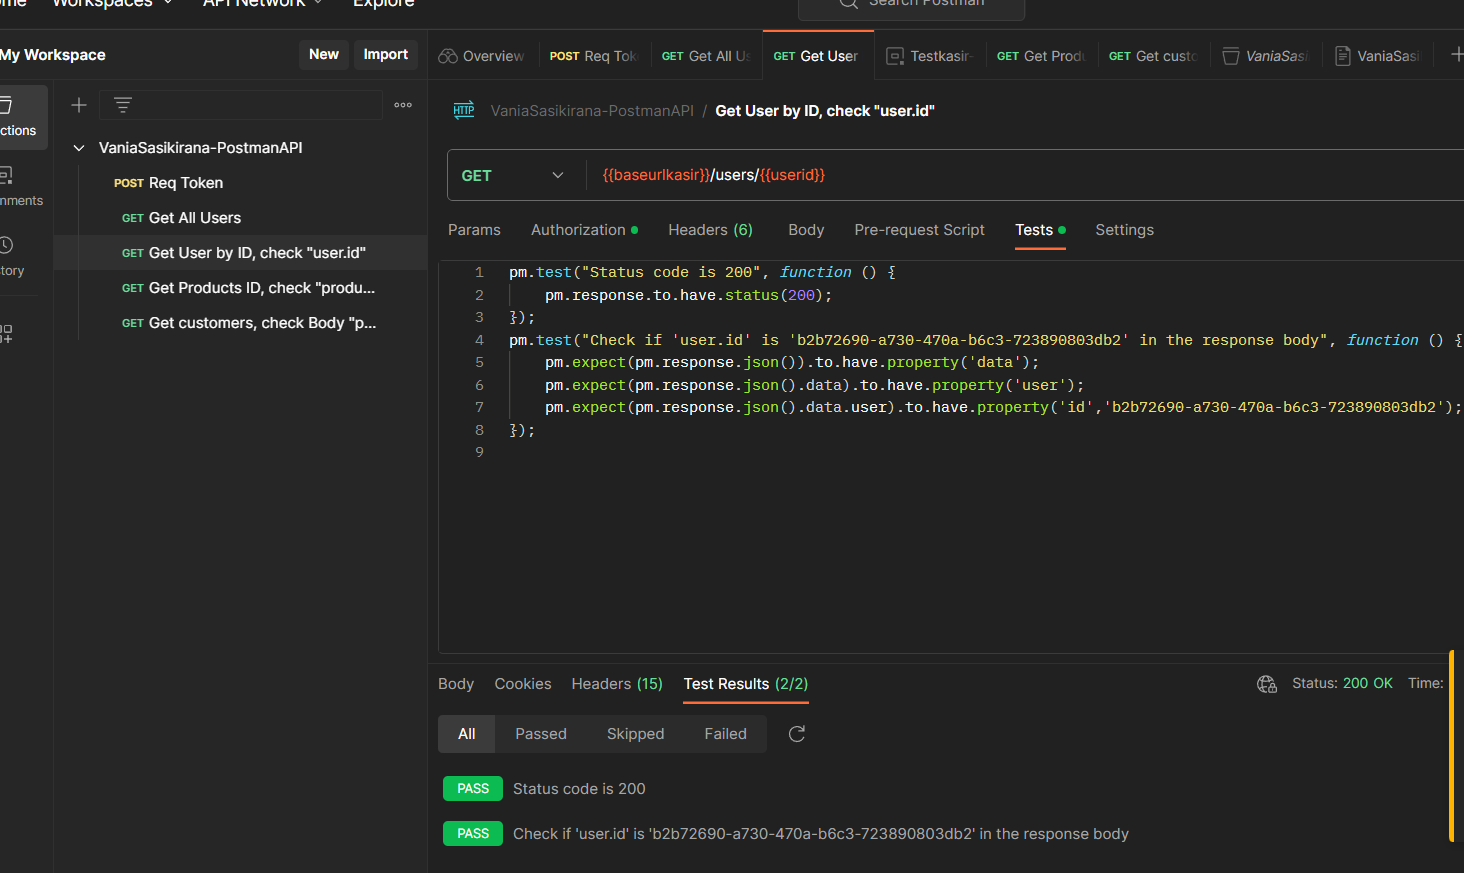 Workspaces
API Network
Explore
Search Postman
My Workspace
New
Import
Overview
POST Req Tok
GET Get All Us
GET Get User
Testkasir-
GET Get Produ
GET Get custo
VaniaSasi
VaniaSasi
VaniaSasikirana-PostmanAPI
POST Req Token
GET Get All Users
GET Get User by ID, check "user.id"
GET Get Products ID, check "produ...
GET Get customers, check Body "p...
HTTP VaniaSasikirana-PostmanAPI / Get User by ID, check "user.id"
GET
{{baseurlkasir}}/users/{{userid}}
Params
Authorization
Headers (6)
Body
Pre-request Script
Tests
Settings
1 pm.test("Status code is 200", function () {
2 pm.response.to.have.status(200);
3 });
4 pm.test("Check if 'user.id' is 'b2b72690-a730-470a-b6c3-723890803db2' in the response body", function () {
5 pm.expect(pm.response.json()).to.have.property('data');
6 pm.expect(pm.response.json().data).to.have.property('user');
7 pm.expect(pm.response.json().data.user).to.have.property('id','b2b72690-a730-470a-b6c3-723890803db2');
8 });
9
Body
Cookies
Headers (15)
Test Results (2/2)
Status: 200 OK
Time:
All
Passed
Skipped
Failed
PASS Status code is 200
PASS Check if 'user.id' is 'b2b72690-a730-470a-b6c3-723890803db2' in the response body